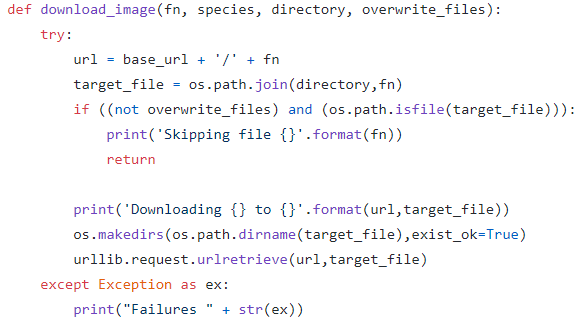 def download_image(fn, species, directory, overwrite_files):
    try:
        url = base_url + '/' + fn
        target_file = os.path.join(directory,fn)
        if ((not overwrite_files) and (os.path.isfile(target_file))):
            print('Skipping file {}'.format(fn))
            return

        print('Downloading {} to {}'.format(url,target_file))
        os.makedirs(os.path.dirname(target_file),exist_ok=True)
        urllib.request.urlretrieve(url,target_file)
    except Exception as ex:
        print("Failures " + str(ex))